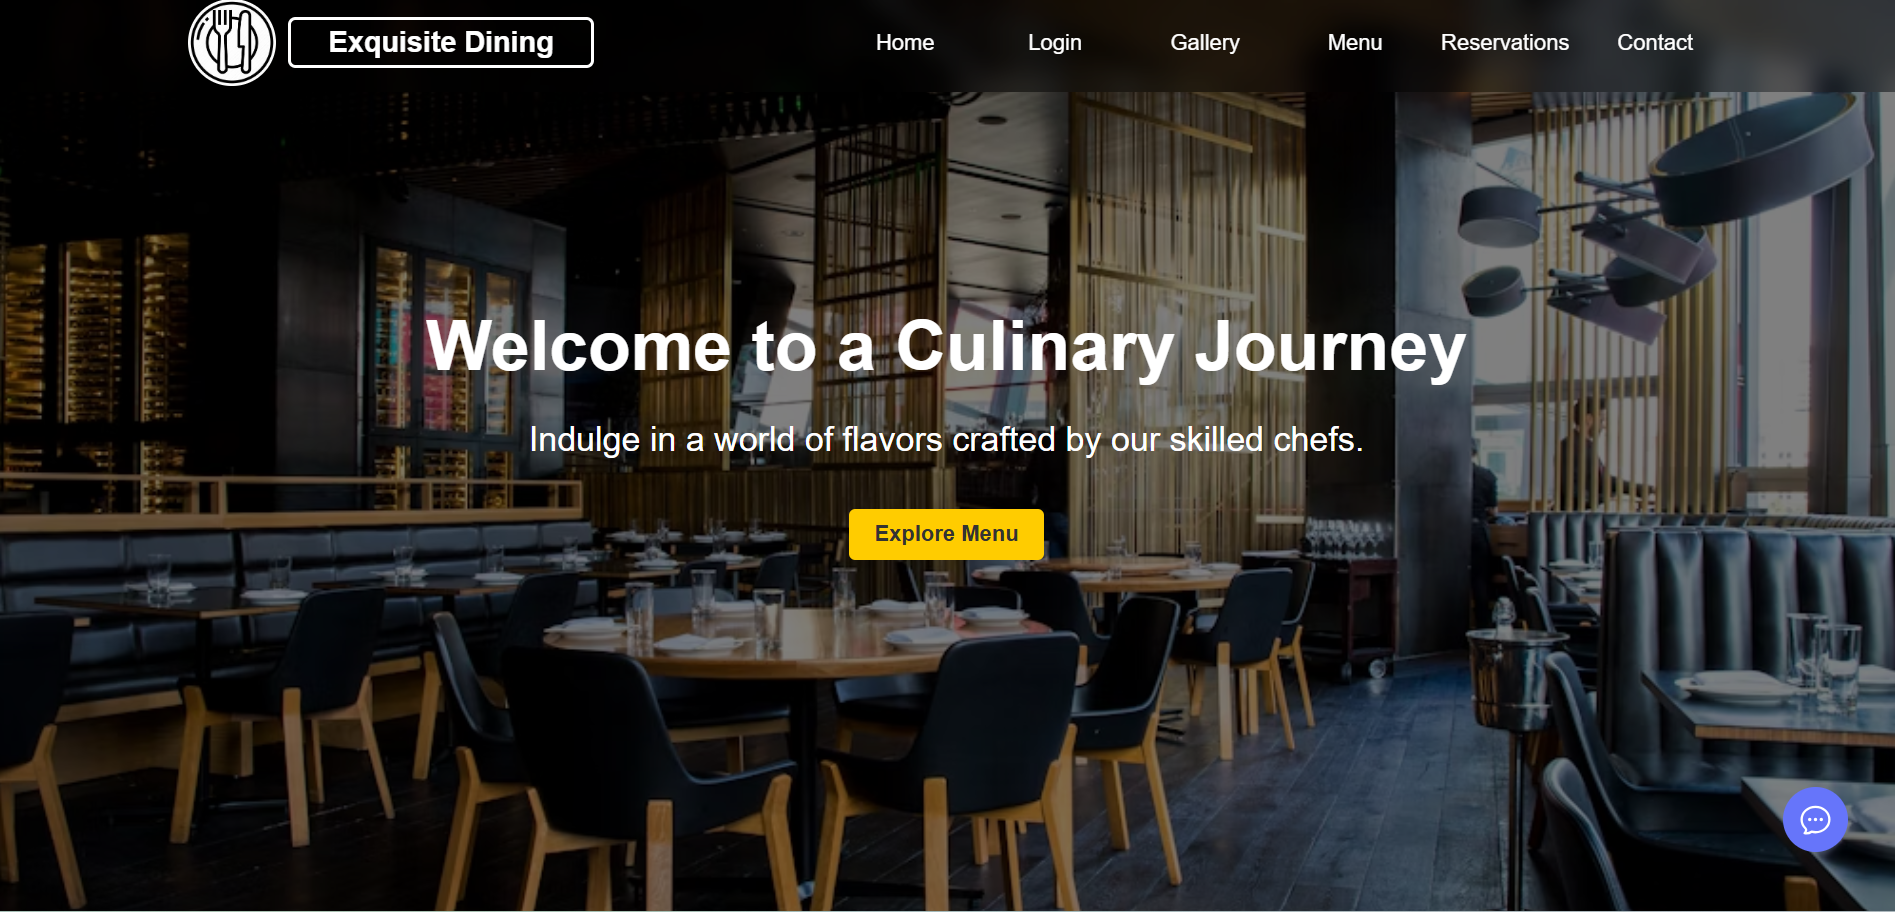 Exquisite Dining
Home Login Gallery Menu Reservations Contact
Welcome to a Culinary Journey
Indulge in a world of flavors crafted by our skilled chefs.
Explore Menu